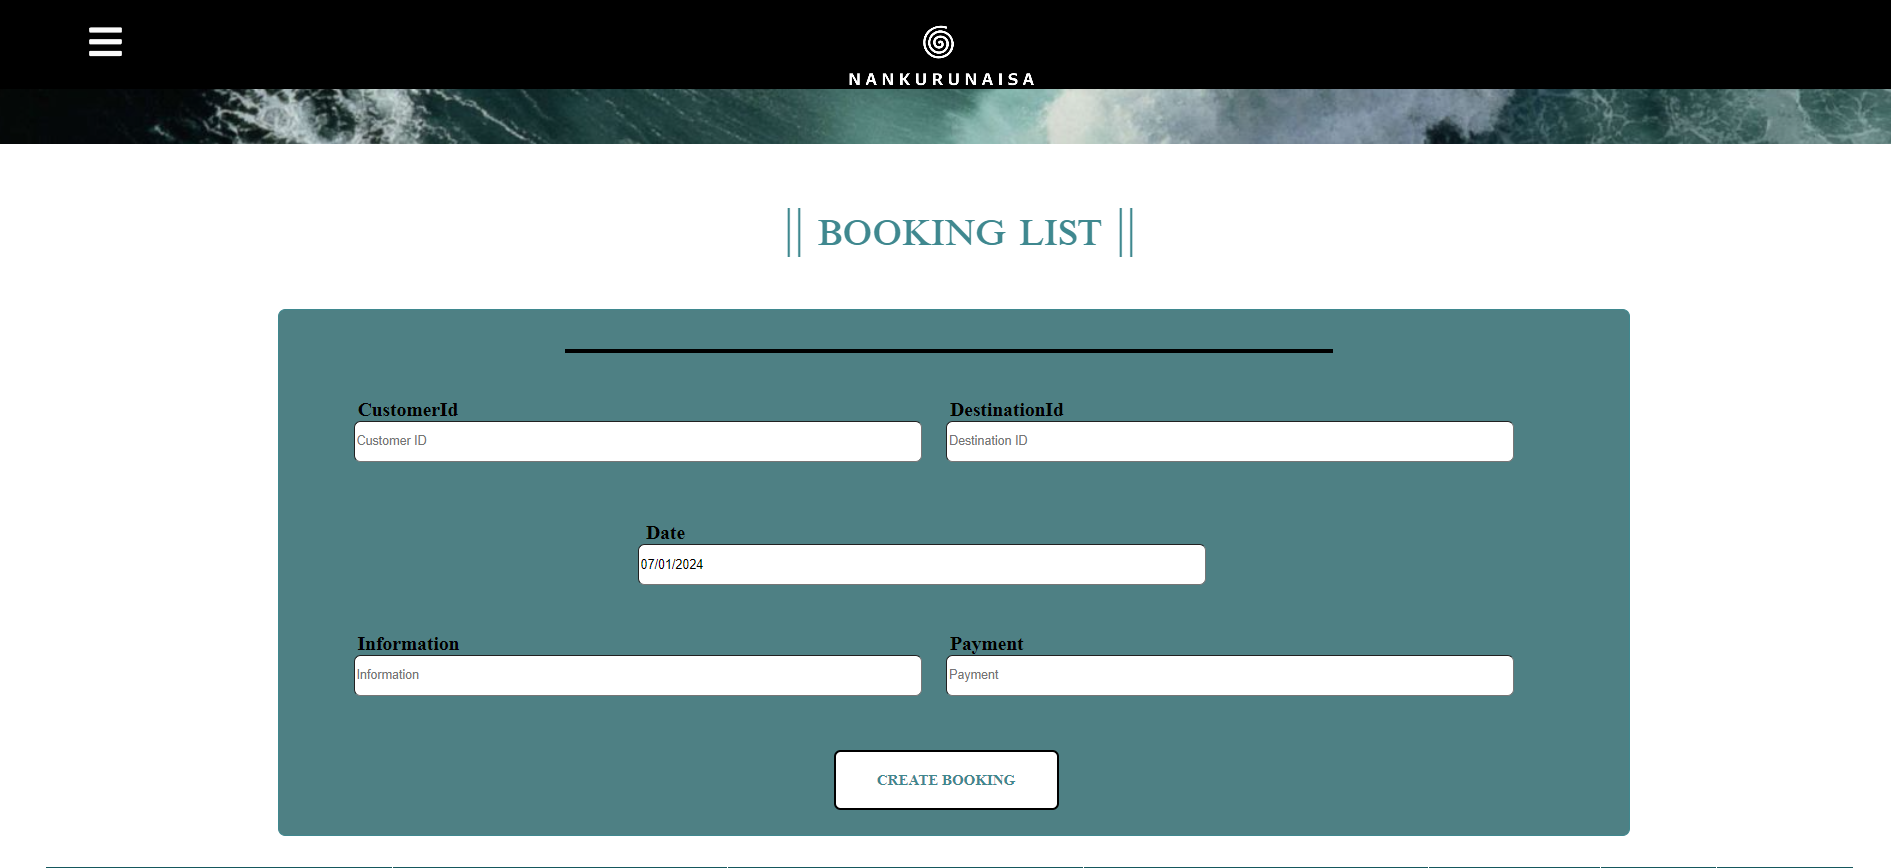 NANKURUNAISA
|| BOOKING LIST ||
CustomerId
DestinationId
Customer ID
Destination ID
Date
07/01/2024
Information
Payment
Information
Payment
CREATE BOOKING